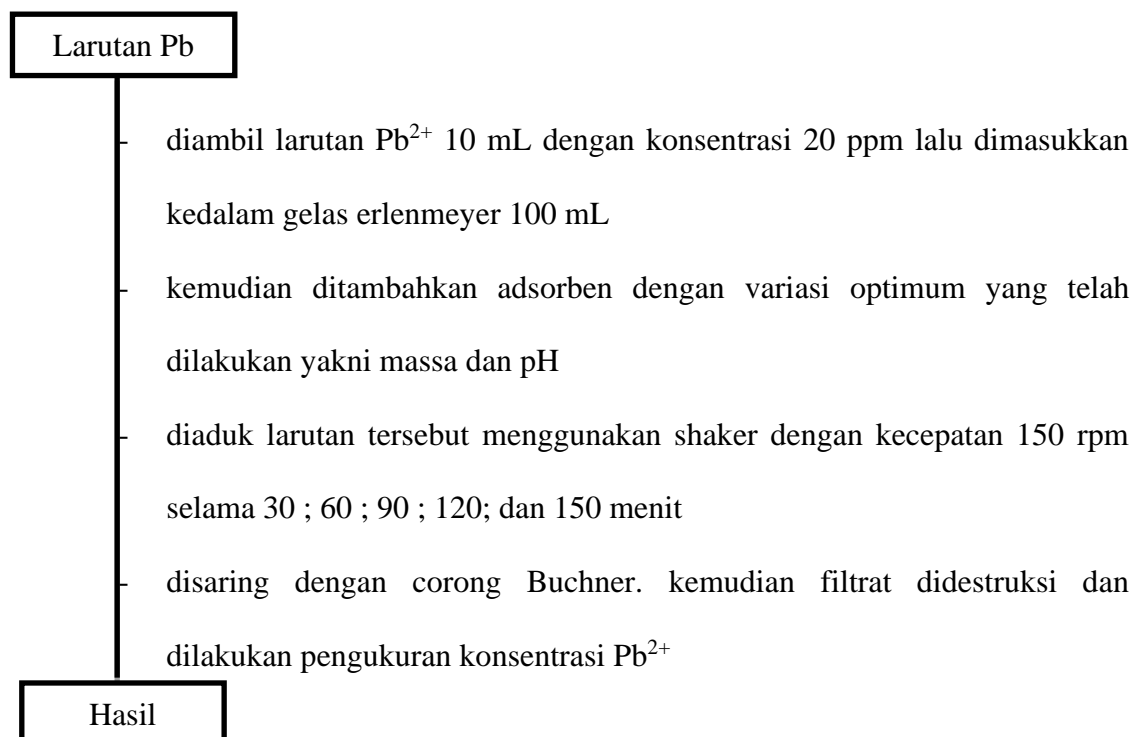 Larutan Pb
- diambil larutan Pb²⁺ 10 mL dengan konsentrasi 20 ppm lalu dimasukkan
kedalam gelas erlenmeyer 100 mL
- kemudian ditambahkan adsorben dengan variasi optimum yang telah
dilakukan yakni massa dan pH
- diaduk larutan tersebut menggunakan shaker dengan kecepatan 150 rpm
selama 30 ; 60 ; 90 ; 120; dan 150 menit
- disaring dengan corong Buchner. kemudian filtrat didestruksi dan
dilakukan pengukuran konsentrasi Pb²⁺
Hasil